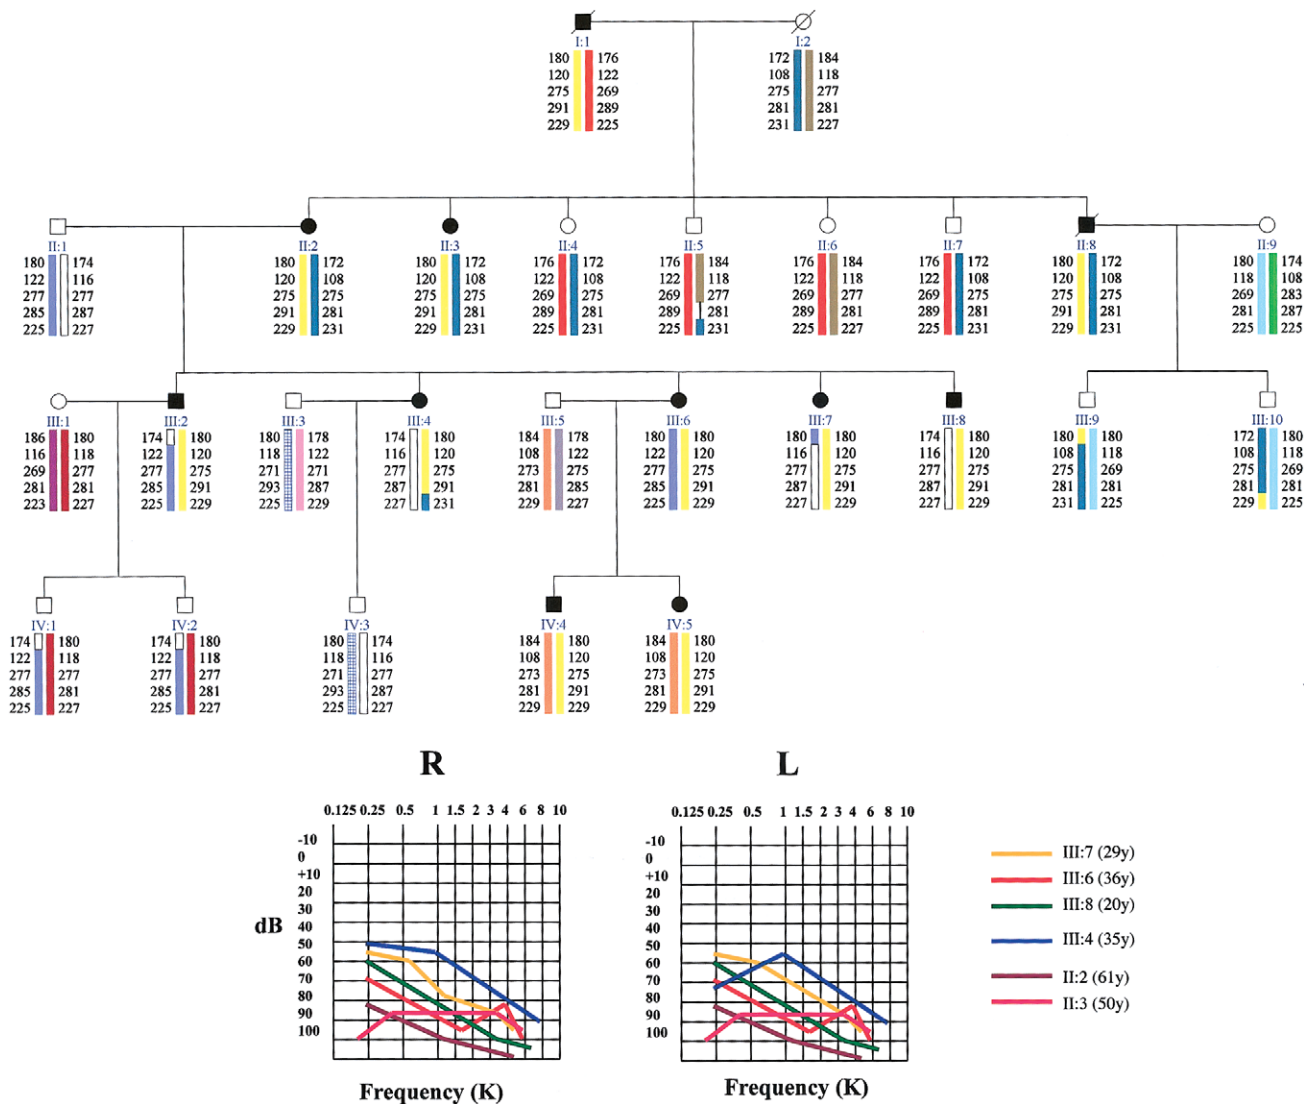 I:1 I:2
180 176 172 184
120 122 108 118
275 269 275 277
291 289 281 281
229 225 231 227
II:1 II:2 II:3 II:4 II:5 II:6 II:7 II:8 II:9
180 174 180 172 180 172 176 172 176 184 176 184 176 172 180 172 180 174
122 116 120 108 120 108 122 108 122 118 122 118 122 108 120 108 118 108
277 277 275 275 275 275 269 275 269 277 269 277 269 275 275 275 269 283
285 287 291 281 291 281 289 281 289 281 289 281 289 281 291 281 281 287
225 227 229 231 229 231 225 231 225 231 225 227 225 231 229 231 225 225
III:1 III:2 III:3 III:4 III:5 III:6 III:7 III:8 III:9 III:10
186 180 174 180 180 178 174 180 184 178 180 180 180 180 174 180 180 180 172 180
116 118 122 120 118 122 116 120 108 122 122 120 116 120 116 120 108 118 108 118
269 277 277 275 271 271 277 275 273 275 277 275 277 275 277 275 275 269 275 269
281 281 285 291 293 287 287 291 281 285 285 291 287 291 287 291 281 281 281 281
223 227 225 229 225 229 227 231 229 227 225 229 227 229 227 229 231 225 229 225
IV:1 IV:2 IV:3 IV:4 IV:5
174 180 174 180 180 174 184 180 184 180
122 118 122 118 118 116 108 120 108 120
277 277 277 277 271 277 273 275 273 275
285 281 285 281 293 287 281 291 281 291
225 227 225 227 225 227 229 229 229 229
R L
0.125 0.25 0.5 1 1.5 2 3 4 6 8 10 0.125 0.25 0.5 1 1.5 2 3 4 6 8 10
-10 -10
0 0
+10 +10
20 20
30 30
40 40
dB
50 50
60 60
70 70
80 80
90 90
100 100
Frequency (K) Frequency (K)
III:7 (29y)
III:6 (36y)
III:8 (20y)
III:4 (35y)
II:2 (61y)
II:3 (50y)